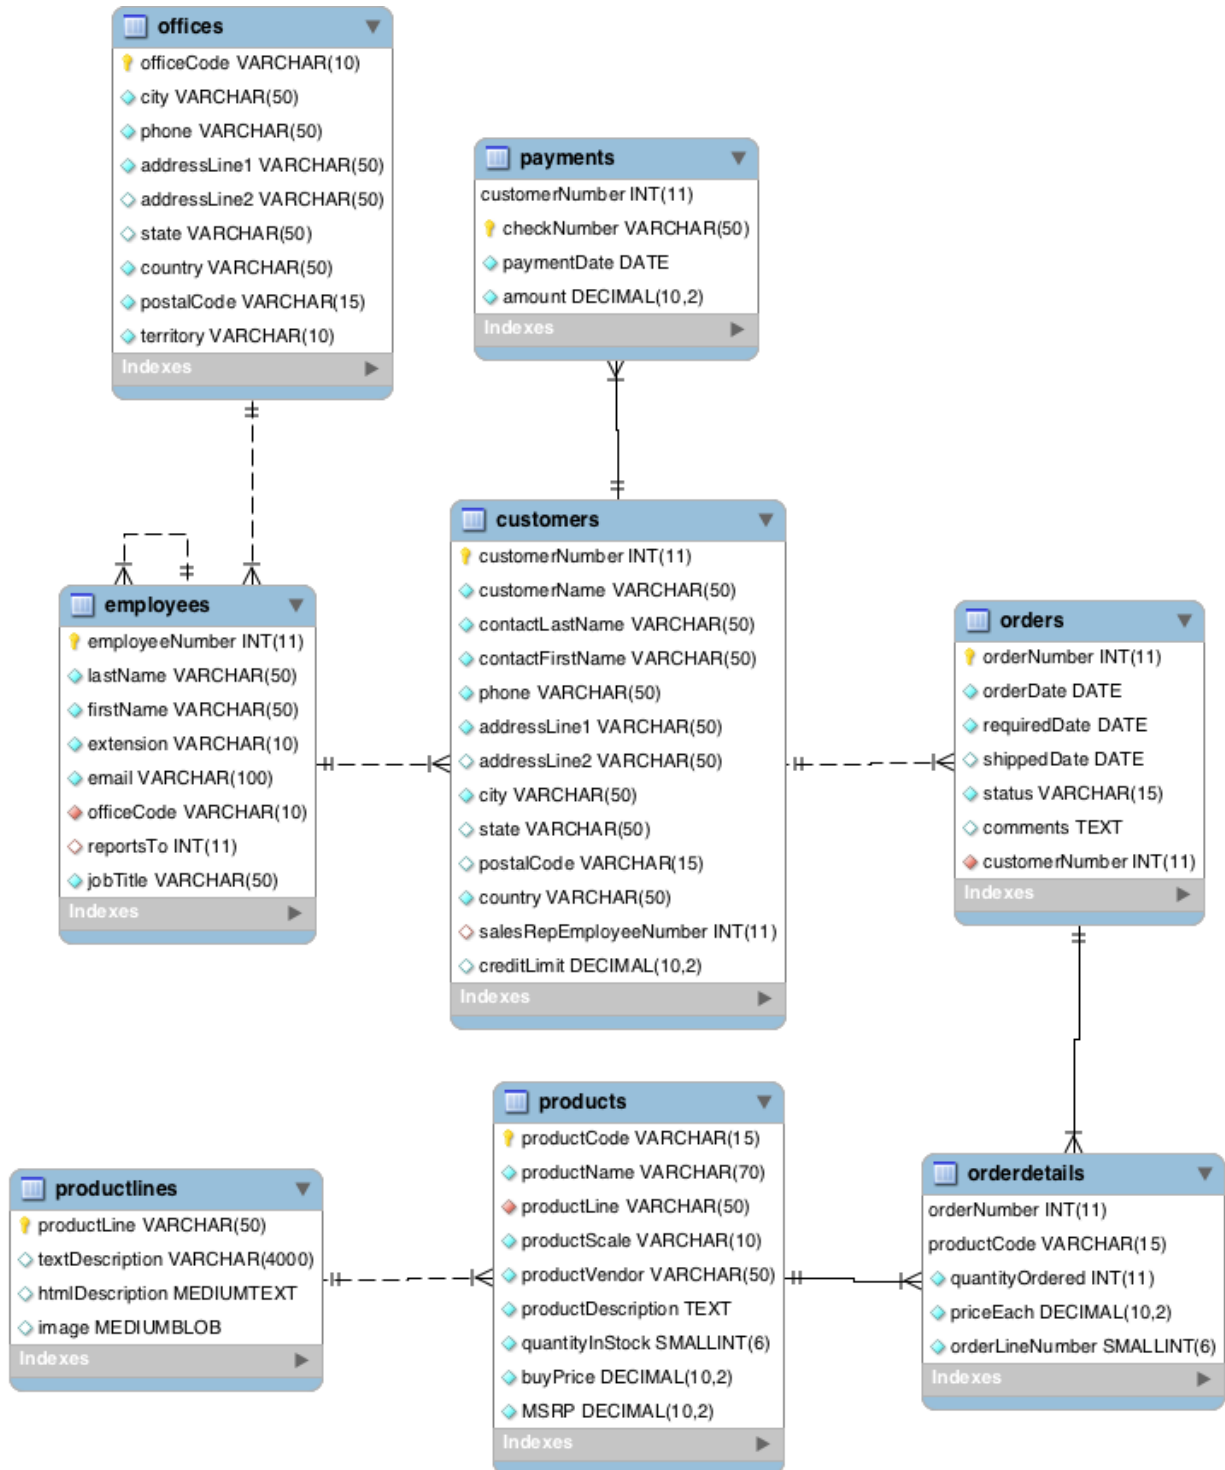 offices
officeCode VARCHAR(10)
city VARCHAR(50)
phone VARCHAR(50)
addressLine1 VARCHAR(50)
addressLine2 VARCHAR(50)
state VARCHAR(50)
country VARCHAR(50)
postalCode VARCHAR(15)
territory VARCHAR(10)
Indexes
payments
customerNumber INT(11)
checkNumber VARCHAR(50)
paymentDate DATE
amount DECIMAL(10,2)
Indexes
employees
employeeNumber INT(11)
lastName VARCHAR(50)
firstName VARCHAR(50)
extension VARCHAR(10)
email VARCHAR(100)
officeCode VARCHAR(10)
reportsTo INT(11)
jobTitle VARCHAR(50)
Indexes
customers
customerNumber INT(11)
customerName VARCHAR(50)
contactLastName VARCHAR(50)
contactFirstName VARCHAR(50)
phone VARCHAR(50)
addressLine1 VARCHAR(50)
addressLine2 VARCHAR(50)
city VARCHAR(50)
state VARCHAR(50)
postalCode VARCHAR(15)
country VARCHAR(50)
salesRepEmployeeNumber INT(11)
creditLimit DECIMAL(10,2)
Indexes
orders
orderNumber INT(11)
orderDate DATE
requiredDate DATE
shippedDate DATE
status VARCHAR(15)
comments TEXT
customerNumber INT(11)
Indexes
productlines
productLine VARCHAR(50)
textDescription VARCHAR(4000)
htmlDescription MEDIUMTEXT
image MEDIUMBLOB
Indexes
products
productCode VARCHAR(15)
productName VARCHAR(70)
productLine VARCHAR(50)
productScale VARCHAR(10)
productVendor VARCHAR(50)
productDescription TEXT
quantityInStock SMALLINT(6)
buyPrice DECIMAL(10,2)
MSRP DECIMAL(10,2)
Indexes
orderdetails
orderNumber INT(11)
productCode VARCHAR(15)
quantityOrdered INT(11)
priceEach DECIMAL(10,2)
orderLineNumber SMALLINT(6)
Indexes